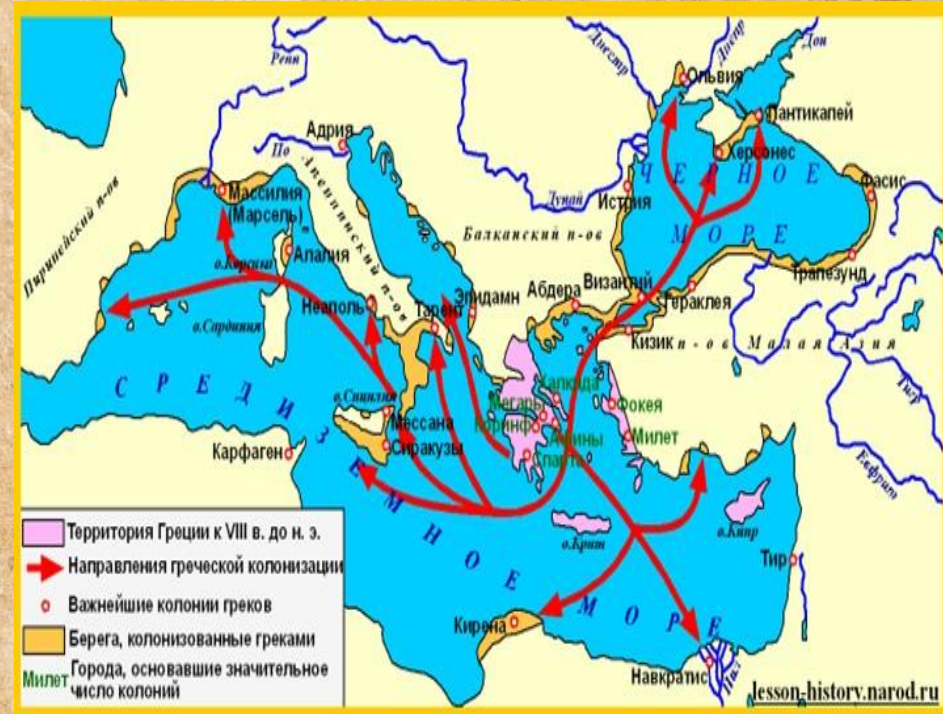 Рейн
Днестр
Днепр
Дон
Ольвия
Пантикапей
Адрия
По
Апеннинский п-ов
Херсонес
ЧЕРНОЕ
МОРЕ
Фасис
Массилия
(Марсель)
Дунай
Истрия
Пиринейский п-ов
Балканский п-ов
о.Корсика
Алалия
Трапезунд
Неаполь
Эпидамн
Абдера
Византий
Гераклея
Тарент
о.Сардиния
Кизик
п-ов Малая Азия
СРЕДИЗЕМНОЕ МОРЕ
Халкида
Тигр
о.Сицилия
Мегары
Фокея
Мессана
Коринф
Афины
Милет
Карфаген
Сиракузы
Спарта
Евфрат
Территория Греции к VIII в. до н. э.
о.Крит
о.Кипр
Направления греческой колонизации
Тир
Важнейшие колонии греков
Кирена
Берега, колонизованные греками
Милет Города, основавшие значительное
число колоний
Навкратис
Нил
lesson-history.narod.ru